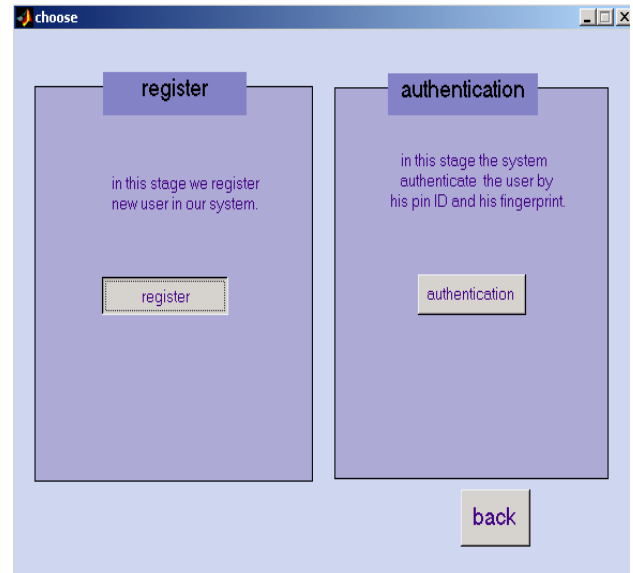 choose
register
in this stage we register
new user in our system.
register
authentication
in this stage the system
authenticate the user by
his pin ID and his fingerprint.
authentication
back